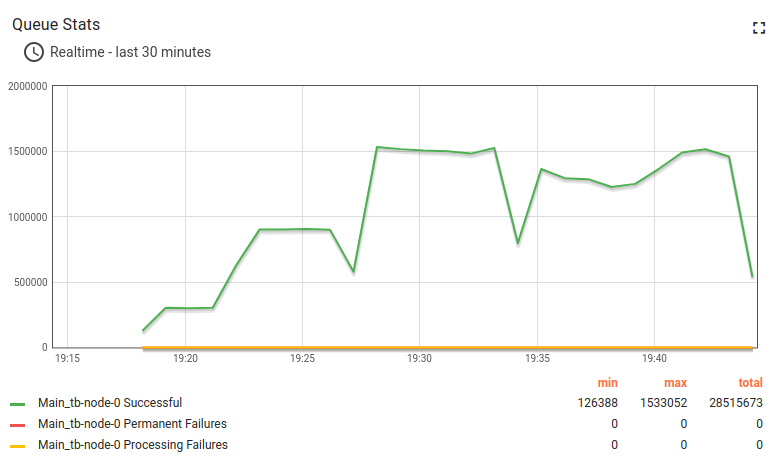 Queue Stats
Realtime - last 30 minutes
2000000
1500000
1000000
500000
0
19:15 19:20 19:25 19:30 19:35 19:40
min max total
Main_tb-node-0 Successful 126388 1533052 28515673
Main_tb-node-0 Permanent Failures 0 0 0
Main_tb-node-0 Processing Failures 0 0 0